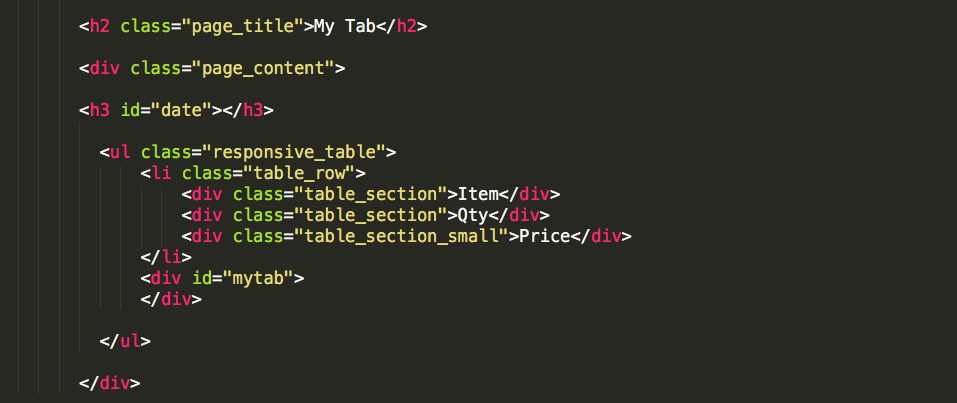 <h2 class="page_title">My Tab</h2>
<div class="page_content">
<h3 id="date"></h3>
<ul class="responsive_table">
<li class="table_row">
<div class="table_section">Item</div>
<div class="table_section">Qty</div>
<div class="table_section_small">Price</div>
</li>
<div id="mytab">
</div>
</ul>
</div>